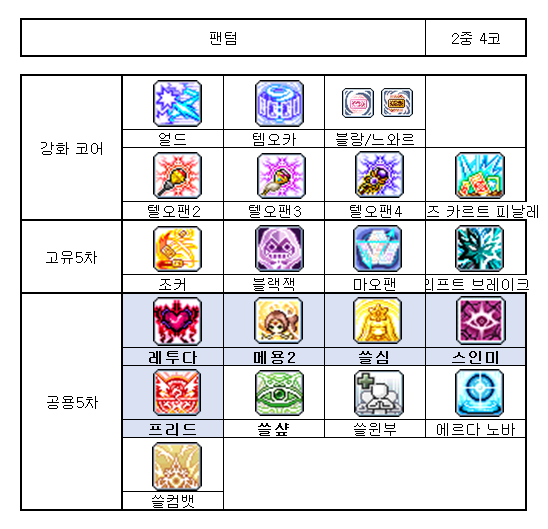 팬텀 2중 4코
강화 코어
얼드 템오카 블랑/느와르
텔오팬2 텔오팬3 텔오팬4 즈 카르트 피날레
고유5차
조커 블랙잭 마오팬 리프트 브레이크
공용5차
레투다 메용2 쓸심 스인미
프리드 쓸샾 쓸윈부 에르다 노바
쓸컴뱃